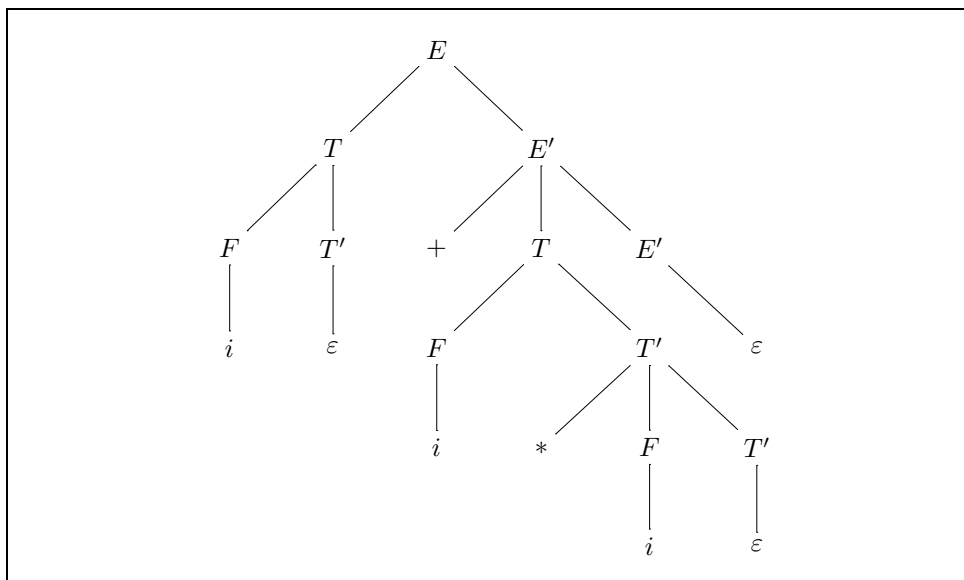 E
T E′
F T′ + T E′
i ε F T′ ε
i * F T′
i ε